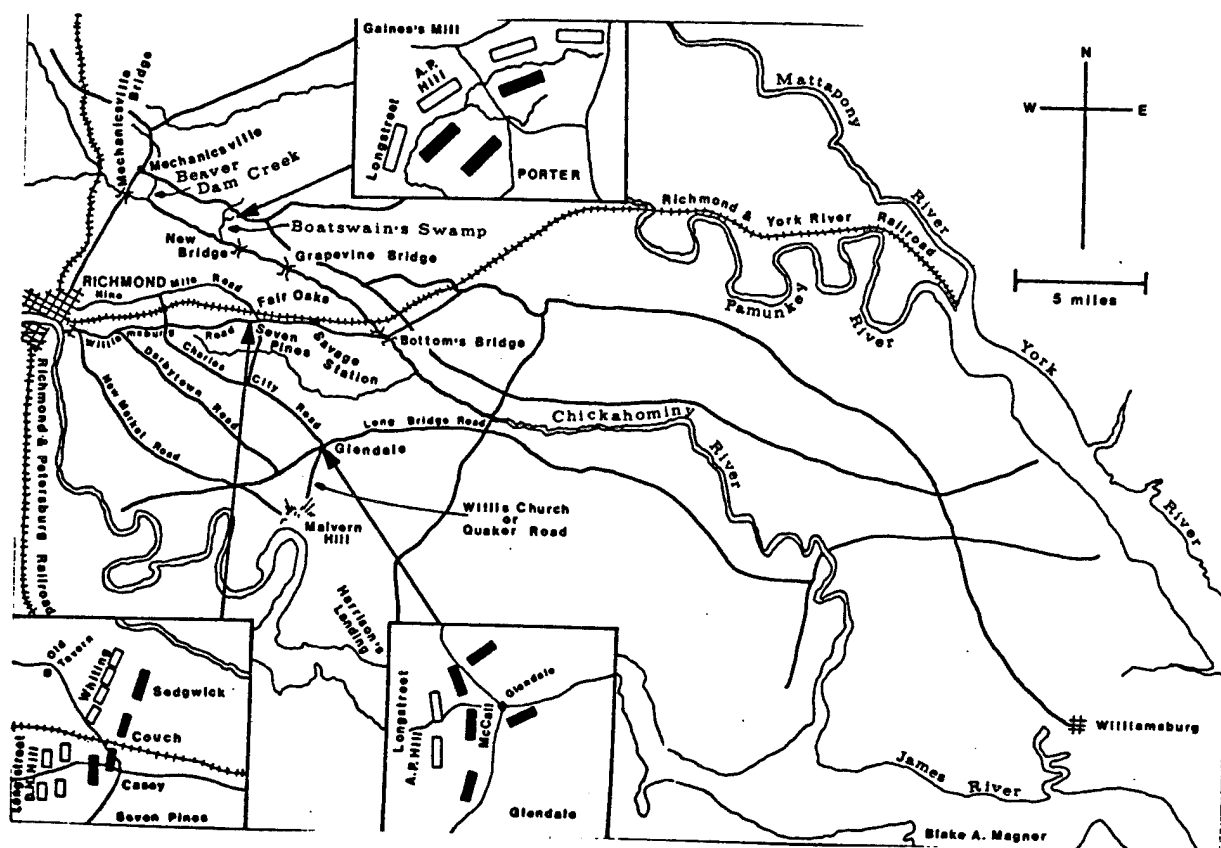 Gaines's Mill
A.P.
Hill
Longstreet
PORTER
Mechanicsville
Bridge
Mechanicsville
Beaver
Dam Creek
Boatswain's Swamp
New
Bridge
Grapevine Bridge
Richmond & York River Railroad
Mattapony
River
N
W
E
5 miles
Pamunkey
River
York
River
RICHMOND
Nine Mile Road
Fair Oaks
Williamsburg Road
Seven
Pines
Savage
Station
Bottom's Bridge
Charles City Road
Darbytown Road
New Market Road
Long Bridge Road
Chickahominy
River
Glendale
Willis Church
or
Quaker Road
Malvern
Hill
Richmond & Petersburg Railroad
Harrison's
Landing
Old
Tavern
Whiting
Sedgwick
Couch
Longstreet
D.H. Hill
Casey
Seven Pines
Longstreet
A.P. Hill
McCall
Glendale
Glendale
Williamsburg
James
River
Blake A. Magner